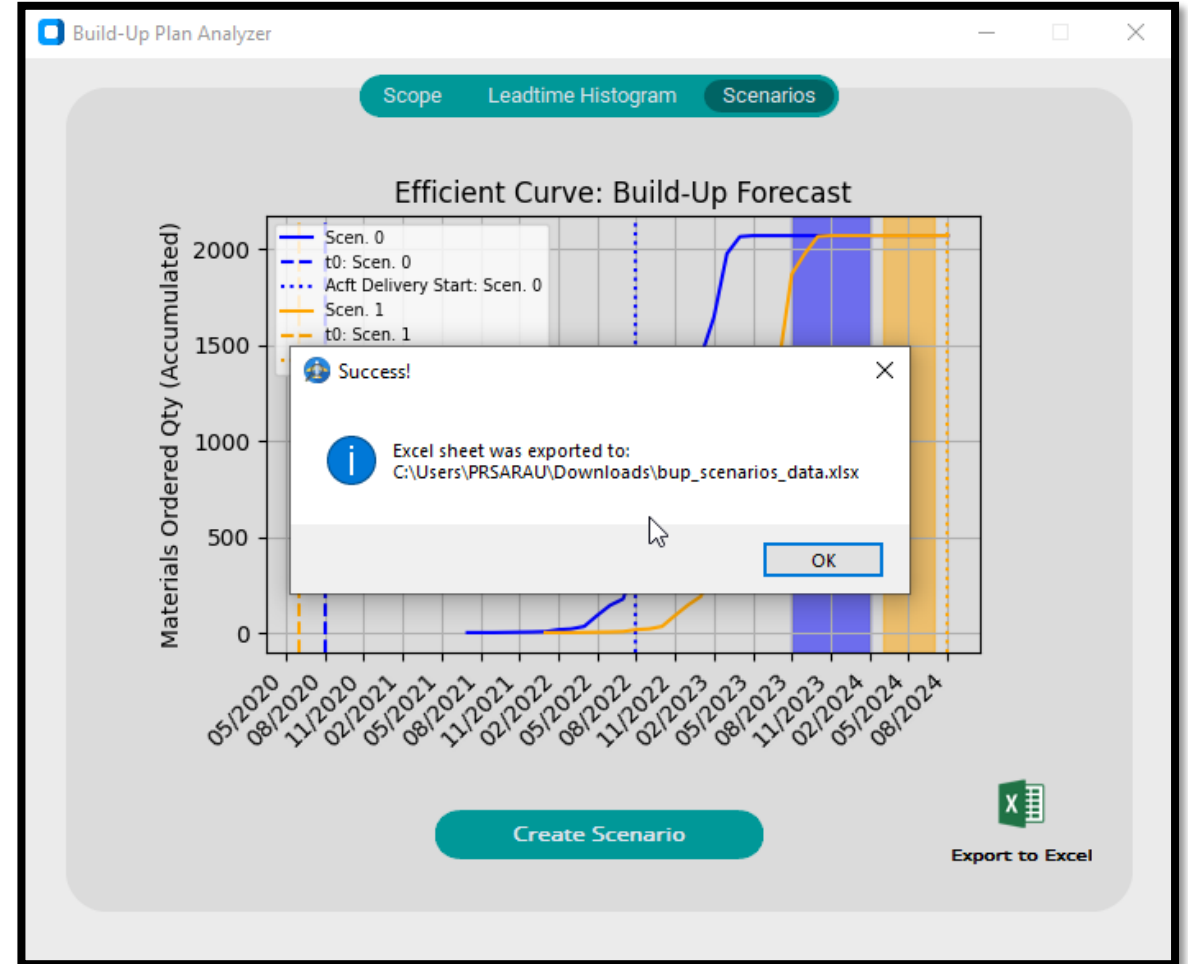 Build-Up Plan Analyzer
Scope Leadtime Histogram Scenarios
Efficient Curve: Build-Up Forecast
Materials Ordered Qty (Accumulated)
2000
1500
1000
500
0
Scen. 0
t0: Scen. 0
Acft Delivery Start: Scen. 0
Scen. 1
t0: Scen. 1
Success!
Excel sheet was exported to:
C:\Users\PRSARAU\Downloads\bup_scenarios_data.xlsx
OK
05/2020 08/2020 11/2020 02/2021 05/2021 08/2021 11/2021 02/2022 05/2022 08/2022 11/2022 02/2023 05/2023 08/2023 11/2023 02/2024 05/2024 08/2024
Create Scenario
X
Export to Excel